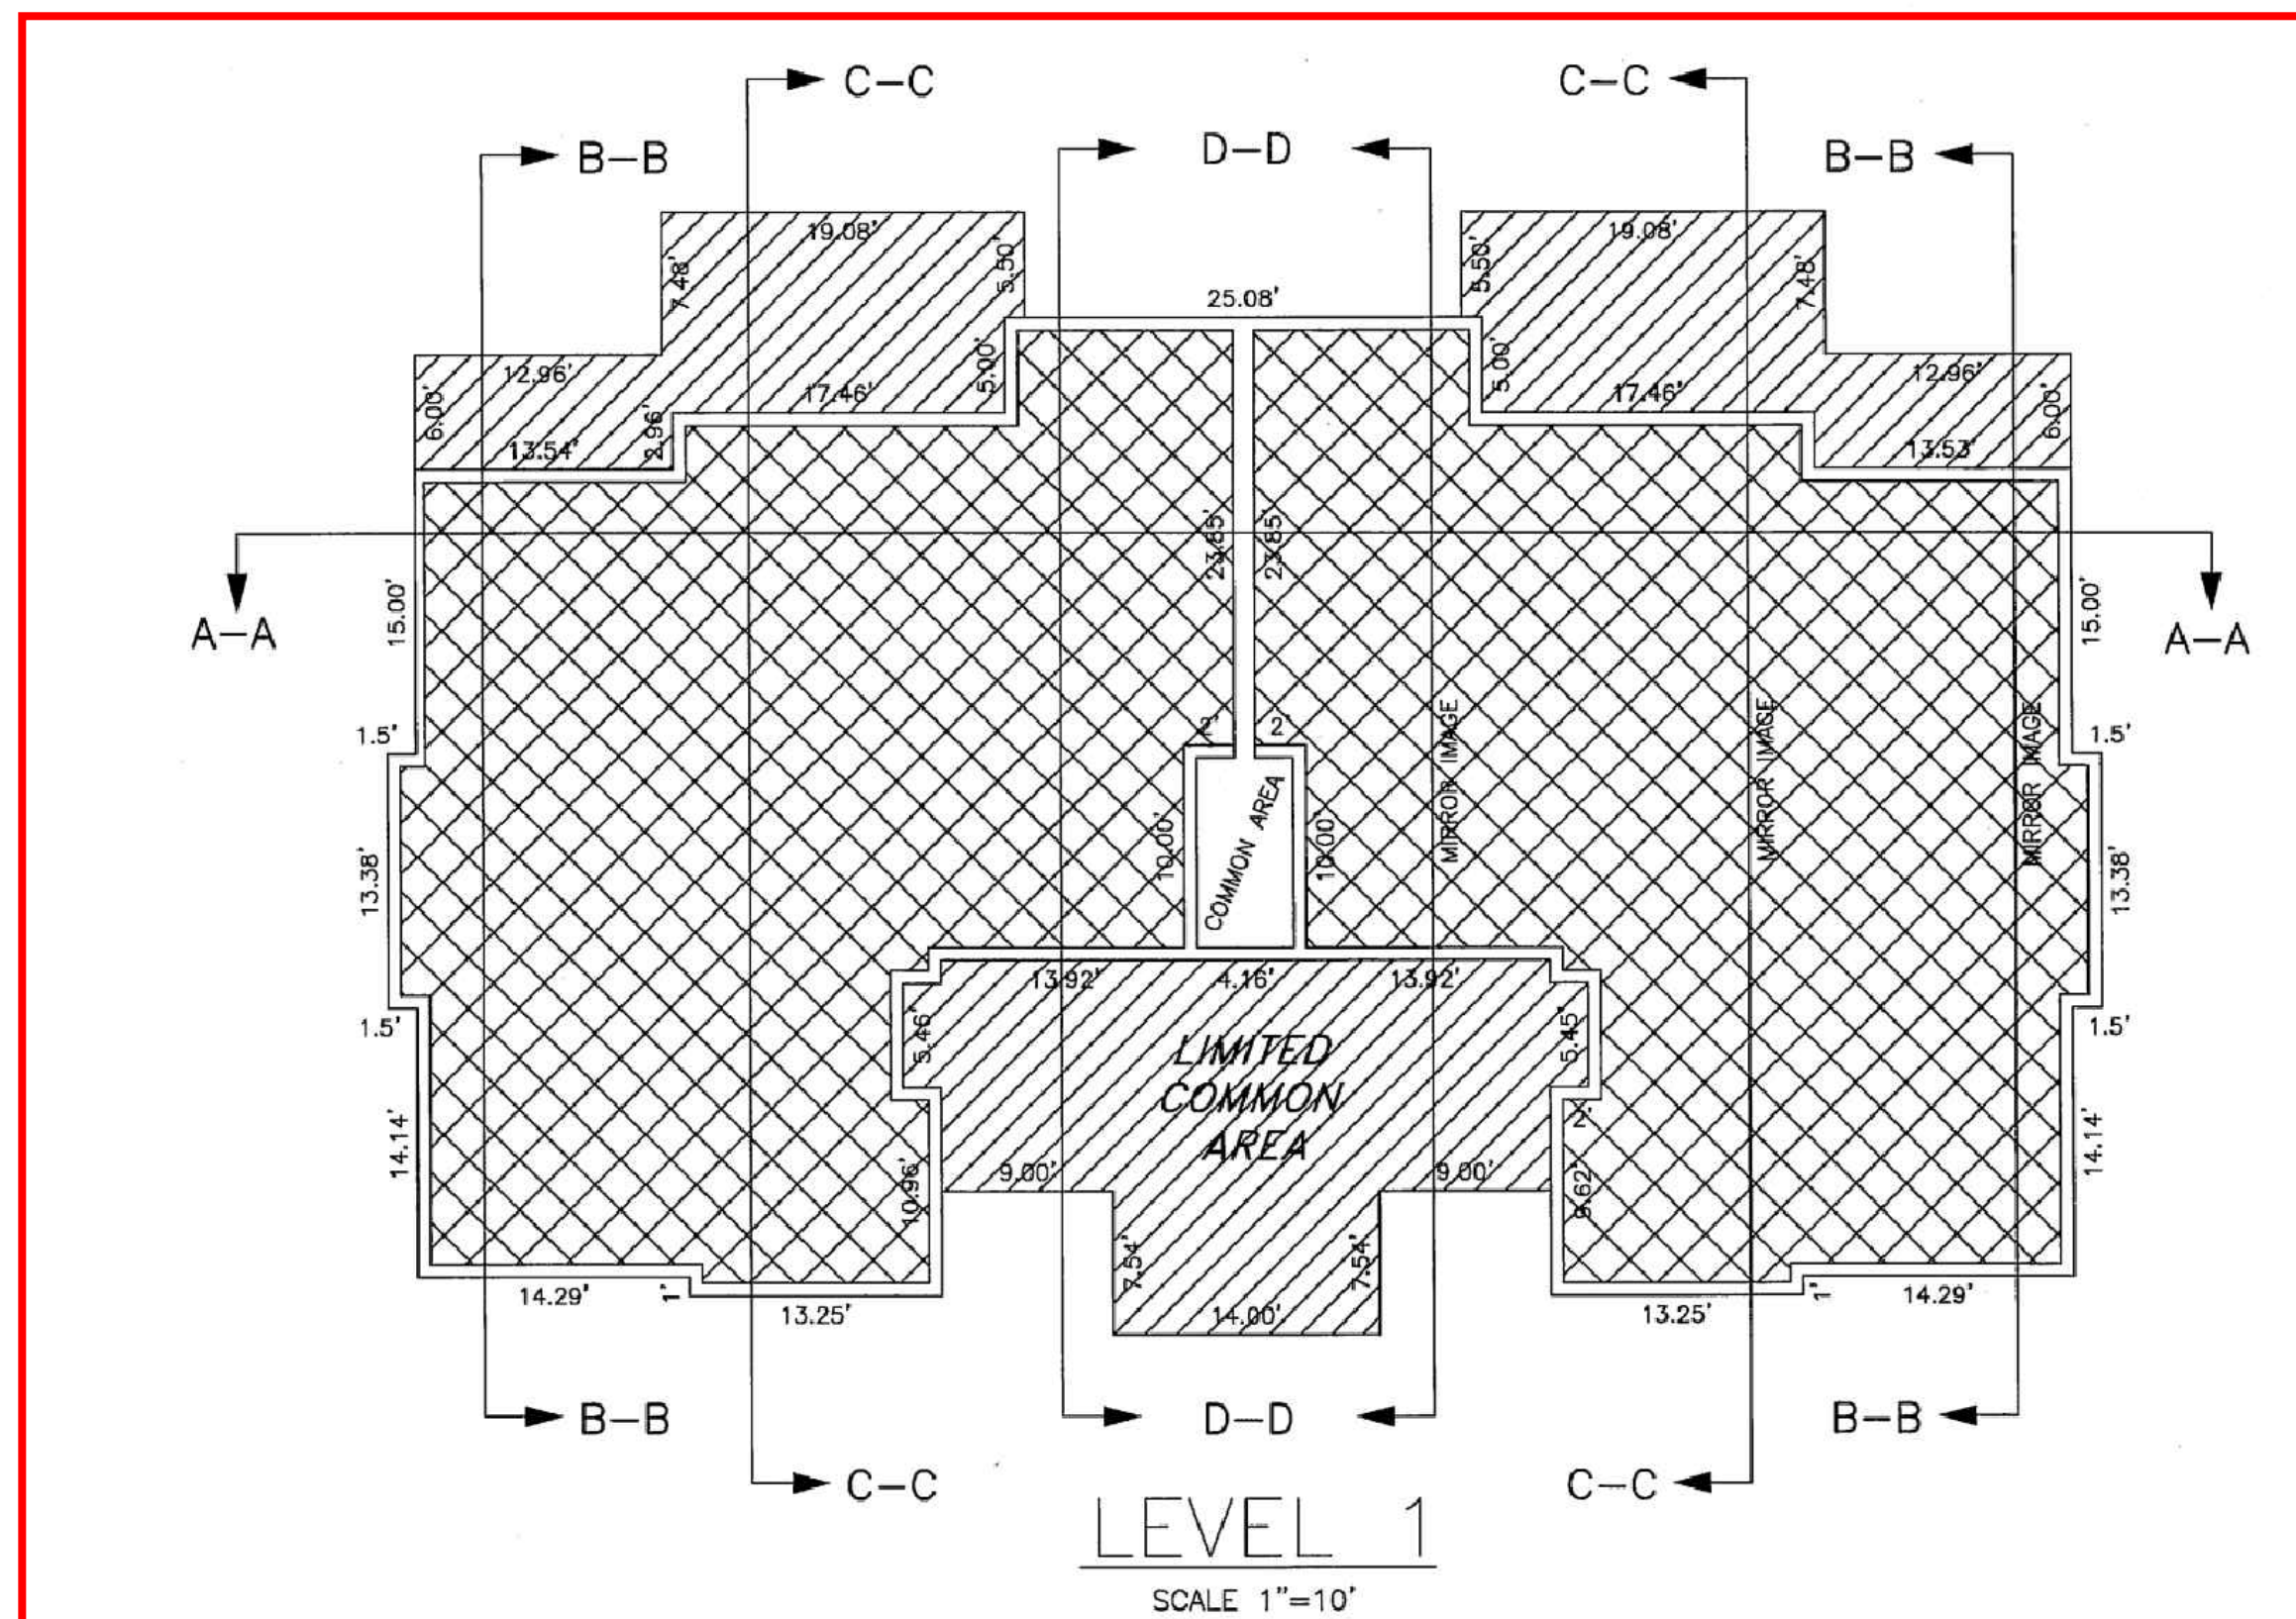 C-C
C-C
D-D
B-B
B-B
19.08'
19.08'
7.48'
5.50'
5.50'
7.48'
25.08'
12.96'
12.96'
5.00'
5.00'
17.46'
17.46'
6.00'
2.96'
6.00'
13.54'
13.53'
23.85'
23.85'
15.00'
15.00'
A-A
A-A
1.5'
2'
2'
1.5'
MIRROR IMAGE
MIRROR IMAGE
MIRROR IMAGE
COMMON AREA
10.00'
10.00'
13.38'
13.38'
13.92'
4.16'
13.92'
1.5'
1.5'
5.46'
5.45'
LIMITED
COMMON
AREA
2'
14.14'
14.14'
9.00'
9.00'
10.96'
9.62'
7.54'
7.54'
14.29'
1'
13.25'
14.00'
13.25'
1'
14.29'
B-B
D-D
B-B
C-C
C-C
LEVEL 1
SCALE 1"=10'